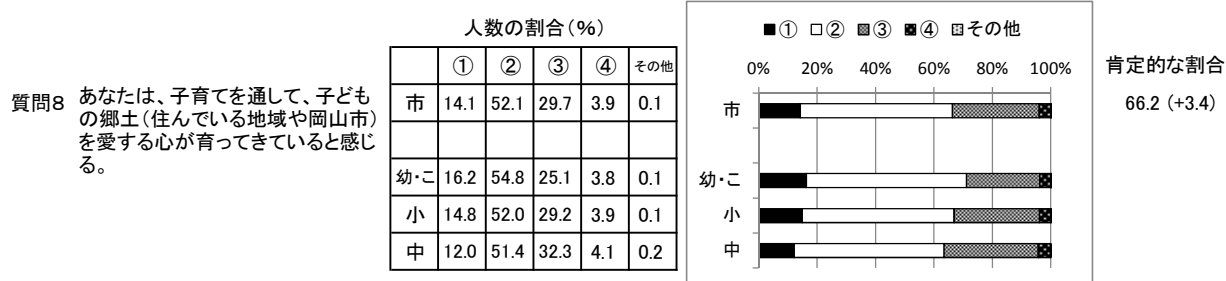 人数の割合(%)
① ② ③ ④ その他
市 14.1 52.1 29.7 3.9 0.1
幼・こ 16.2 54.8 25.1 3.8 0.1
小 14.8 52.0 29.2 3.9 0.1
中 12.0 51.4 32.3 4.1 0.2
質問8
あなたは、子育てを通して、子ども
の郷土(住んでいる地域や岡山市)
を愛する心が育ってきていると感じ
る。
① ② ③ ④ その他
0% 20% 40% 60% 80% 100%
市
幼・こ
小
中
肯定的な割合
66.2 (+3.4)